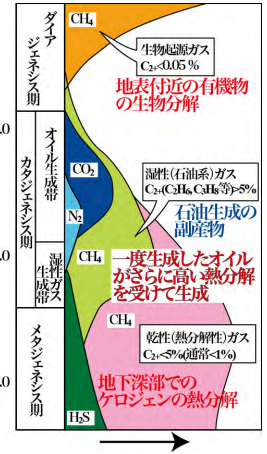 ダイア
ジェネシス期
CH₄
生物起源ガス
C₂₊<0.05 %
地表付近の有機物
の生物分解
.0
カタジェネシス期
オイル生成帯
CO₂
湿性(石油系)ガス
C₂₊(C₂H₆,C₃H₈等)>5%
石油生成の
副産物
N₂
.0
湿性ガス
生成帯
CH₄
一度生成したオイル
がさらに高い熱分解
を受けて生成
メタジェネシス期
CH₄
乾性(熱分解性)ガス
C₂₊<5%(通常<1%)
.0
地下深部での
ケロジェンの熱分解
H₂S